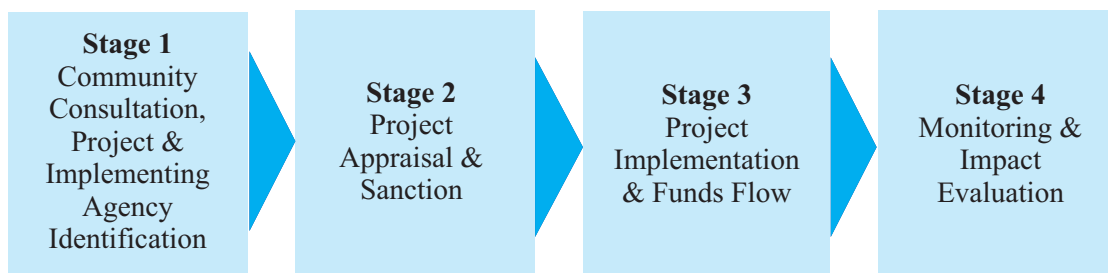 Stage 1
Community
Consultation,
Project &
Implementing
Agency
Identification
Stage 2
Project
Appraisal &
Sanction
Stage 3
Project
Implementation
& Funds Flow
Stage 4
Monitoring &
Impact
Evaluation